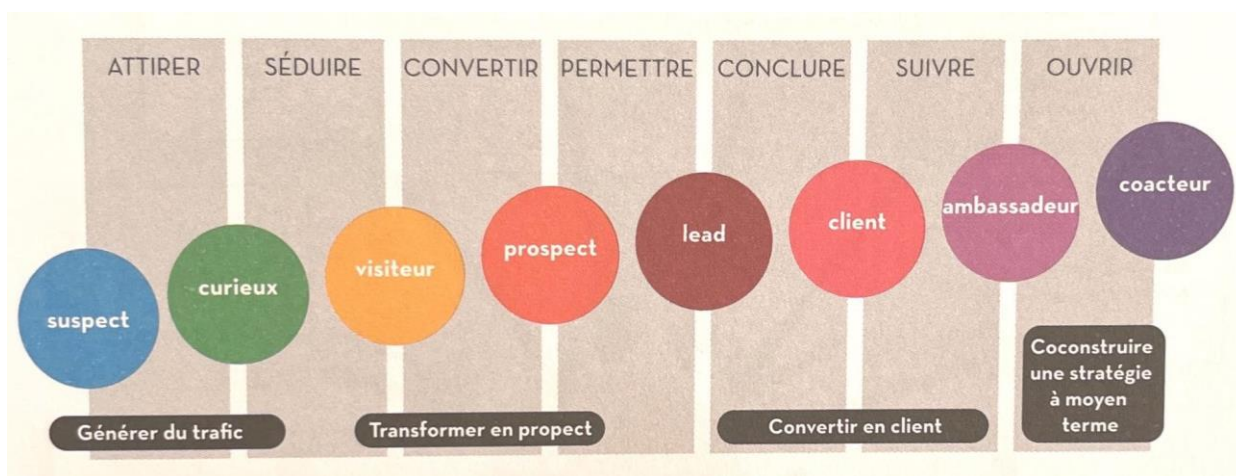 ATTIRER
SÉDUIRE
CONVERTIR
PERMETTRE
CONCLURE
SUIVRE
OUVRIR
suspect
curieux
visiteur
prospect
lead
client
ambassadeur
coacteur
Générer du trafic
Transformer en propect
Convertir en client
Coconstruire
une stratégie
à moyen
terme